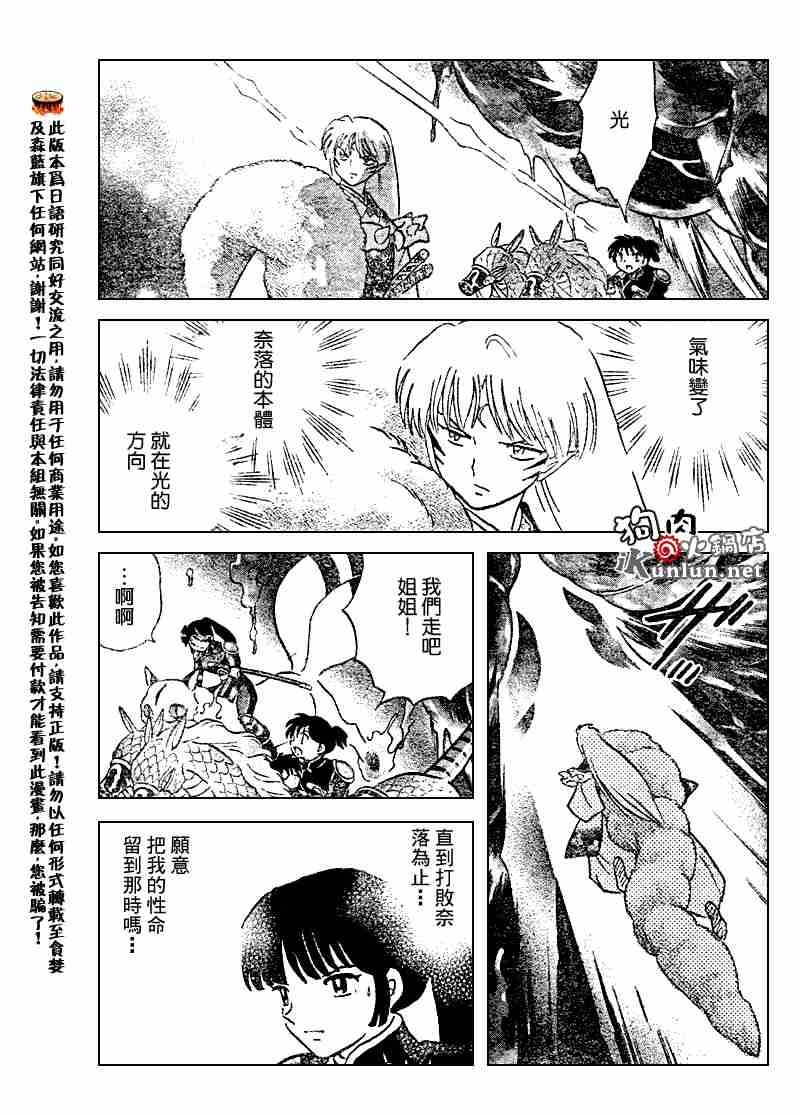 光
氣味變了
奈落的本體
就在光的
方向
狗肉
火鍋店
iKunlun.net
我們走吧
姐姐！
…啊啊
直到打敗奈
落為止…
願意
把我的性命
留到那時嗎…
此版本爲日語研究同好交流之用，請勿用于任何商業用途，如您喜歡此作品，請支持正版！請勿以任何形式轉載至貪婪
及森藍旗下任何網站，謝謝！一切法律責任與本組無關。如果您被告知需要付款才能看到此漫畫，那麽，您被騙了！